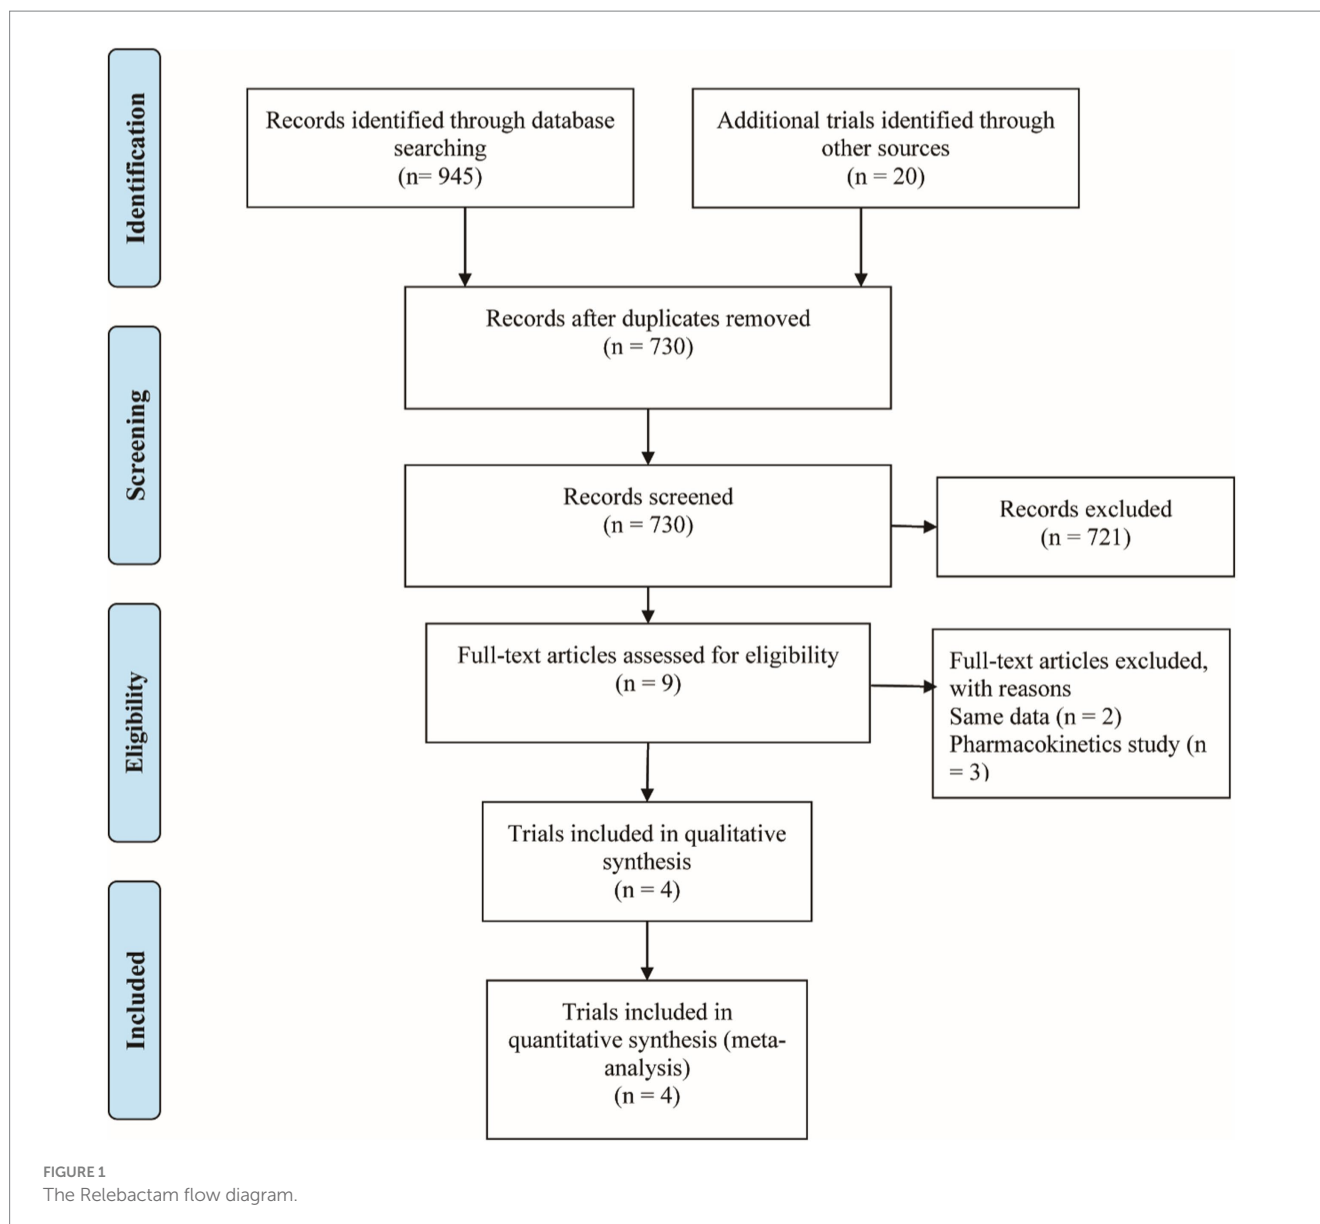 Identification
Records identified through database
searching
(n= 945)
Additional trials identified through
other sources
(n = 20)
Records after duplicates removed
(n = 730)
Screening
Records screened
(n = 730)
Records excluded
(n = 721)
Eligibility
Full-text articles assessed for eligibility
(n = 9)
Full-text articles excluded,
with reasons
Same data (n = 2)
Pharmacokinetics study (n
= 3)
Trials included in qualitative
synthesis
(n = 4)
Included
Trials included in
quantitative synthesis (meta-
analysis)
(n = 4)
FIGURE 1
The Relebactam flow diagram.